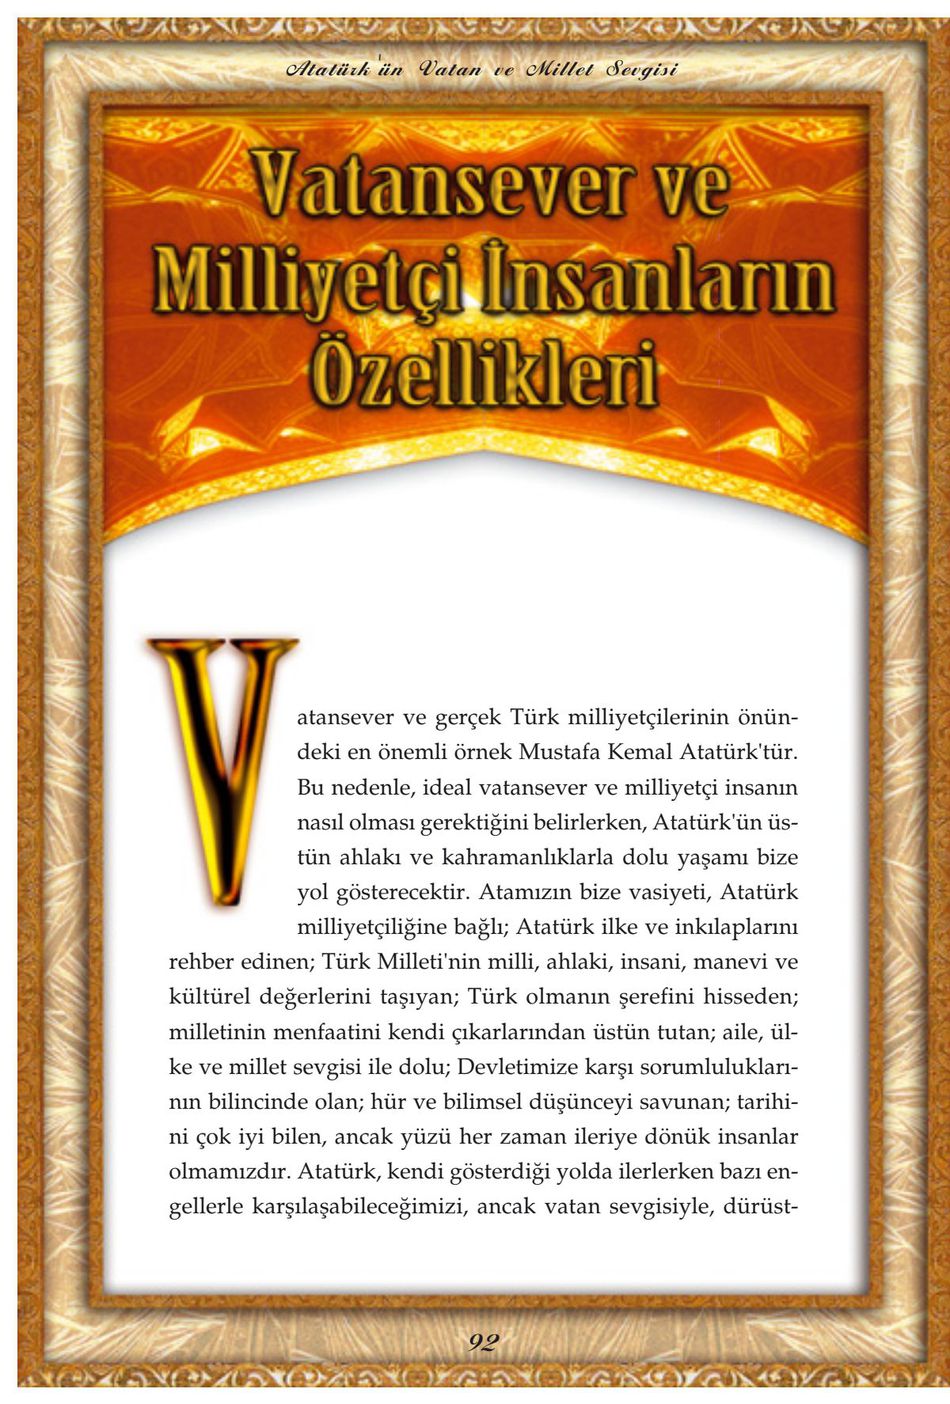 Atatürk'ün Vatan ve Millet Sevgisi
Vatansever ve
Milliyetçi İnsanların
Özellikleri
Vatansever ve gerçek Türk milliyetçilerinin önün-
deki en önemli örnek Mustafa Kemal Atatürk'tür.
Bu nedenle, ideal vatansever ve milliyetçi insanın
nasıl olması gerektiğini belirlerken, Atatürk'ün üs-
tün ahlakı ve kahramanlıklarla dolu yaşamı bize
yol gösterecektir. Atamızın bize vasiyeti, Atatürk
milliyetçiliğine bağlı; Atatürk ilke ve inkılaplarını
rehber edinen; Türk Milleti'nin milli, ahlaki, insani, manevi ve
kültürel değerlerini taşıyan; Türk olmanın şerefini hisseden;
milletinin menfaatini kendi çıkarlarından üstün tutan; aile, ül-
ke ve millet sevgisi ile dolu; Devletimize karşı sorumlulukları-
nın bilincinde olan; hür ve bilimsel düşünceyi savunan; tarihi-
ni çok iyi bilen, ancak yüzü her zaman ileriye dönük insanlar
olmamızdır. Atatürk, kendi gösterdiği yolda ilerlerken bazı en-
gellerle karşılaşabileceğimizi, ancak vatan sevgisiyle, dürüst-
92